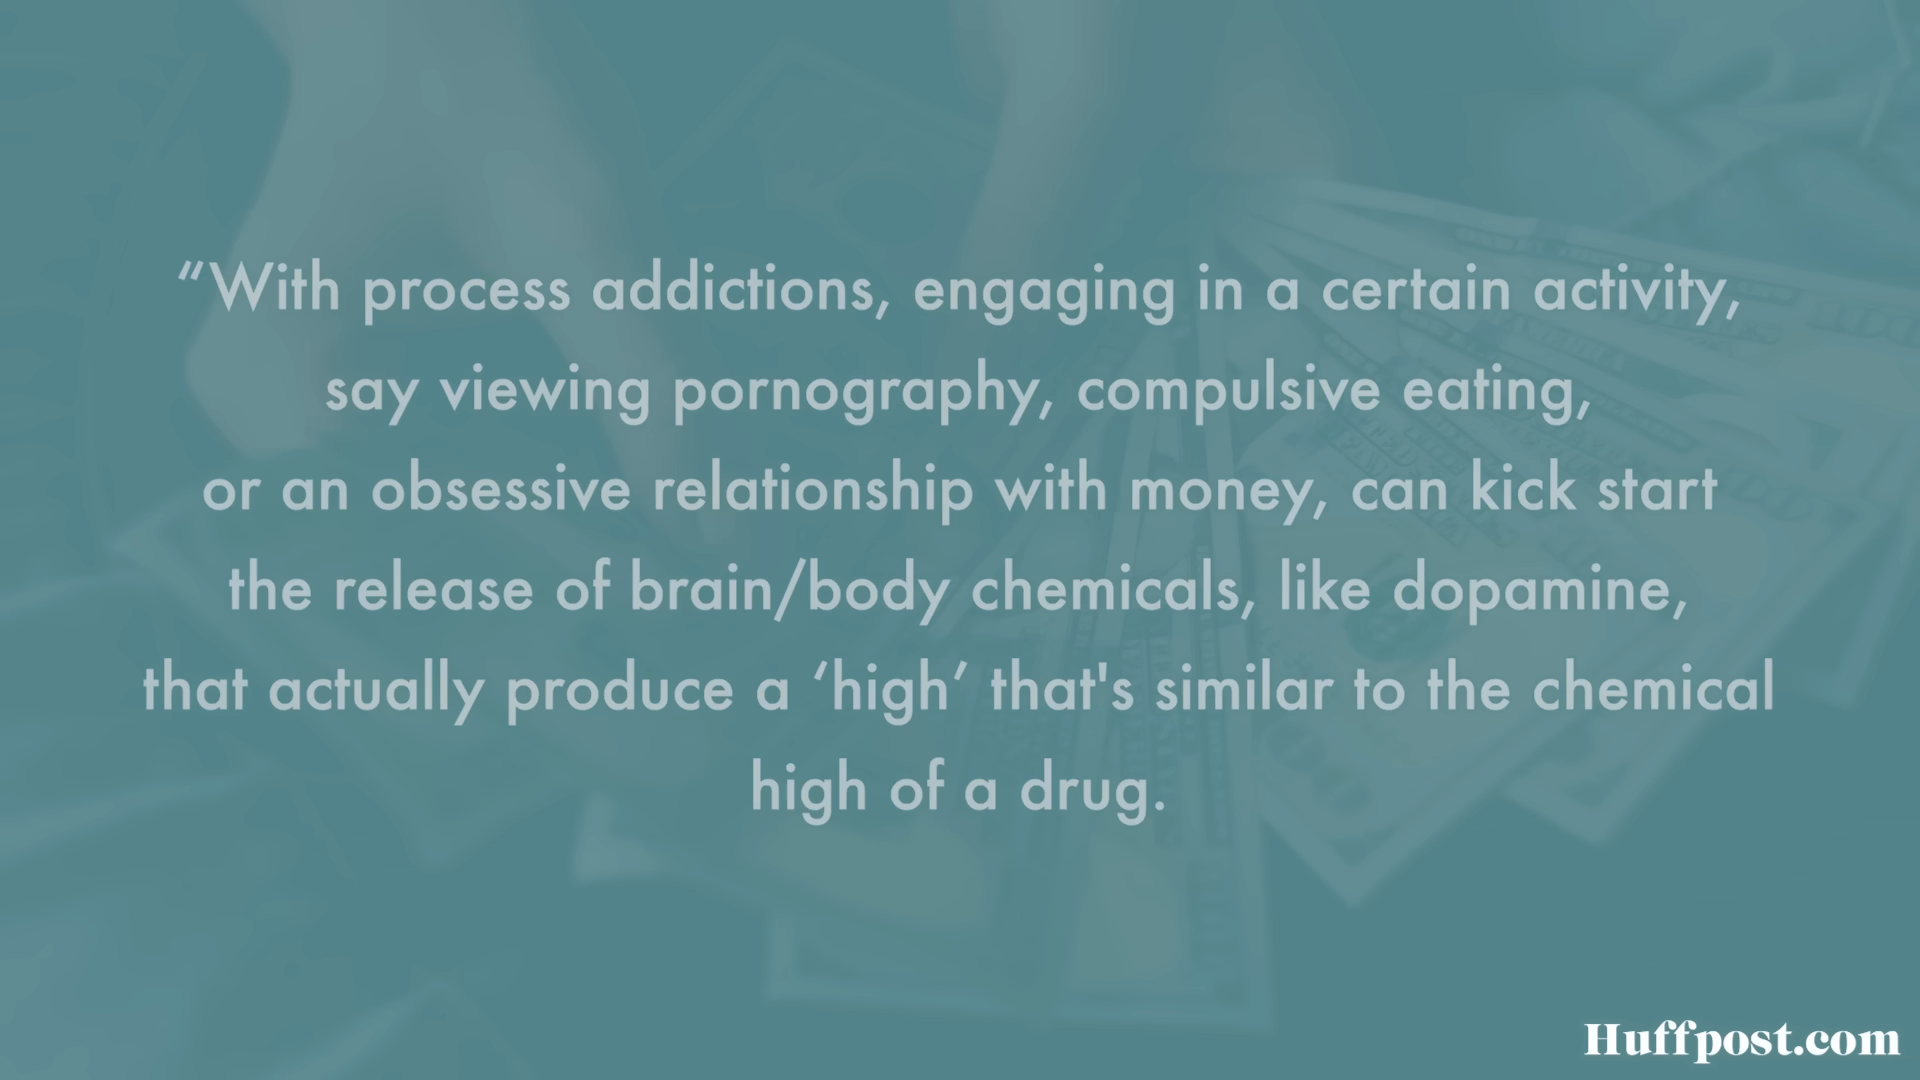 “With process addictions, engaging in a certain activity,
say viewing pornography, compulsive eating,
or an obsessive relationship with money, can kick start
the release of brain/body chemicals, like dopamine,
that actually produce a ‘high’ that's similar to the chemical
high of a drug.
Huffpost.com